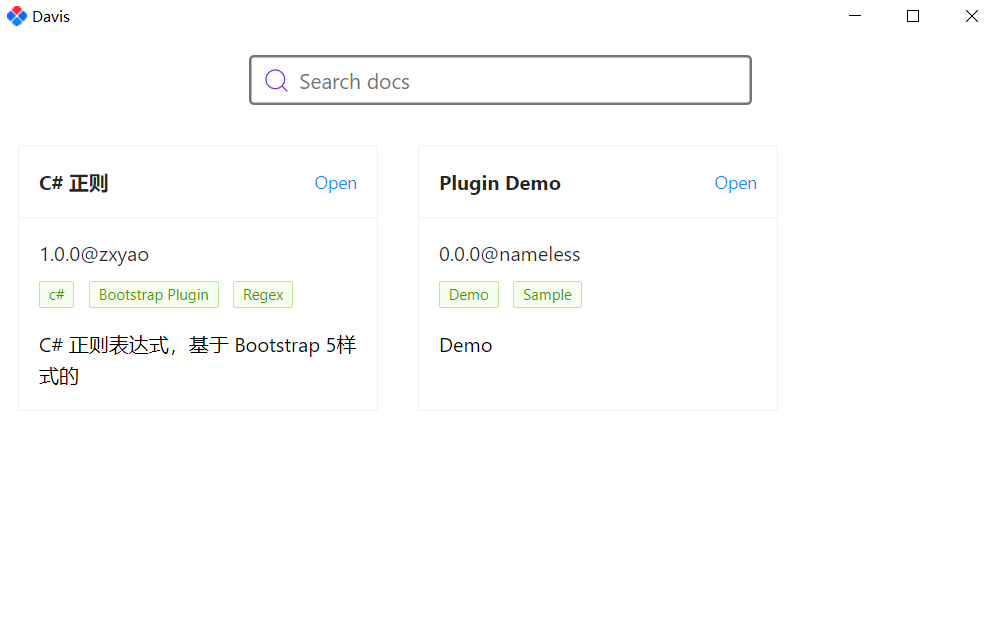 Davis
Search docs
C# 正则 Open
1.0.0@zxyao
c# Bootstrap Plugin Regex
C# 正则表达式，基于 Bootstrap 5样
式的
Plugin Demo Open
0.0.0@nameless
Demo Sample
Demo